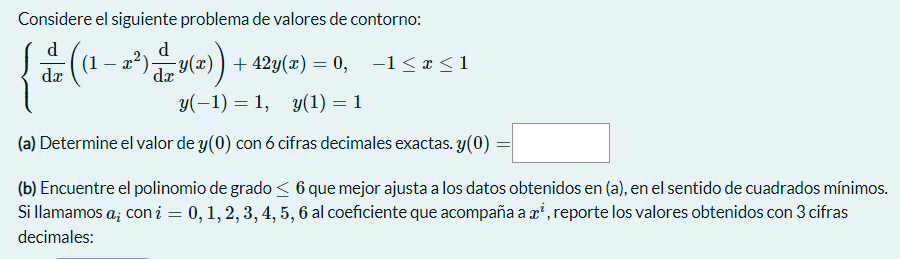 Considere el siguiente problema de valores de contorno:
{ d/dx ((1 − x²) d/dx y(x)) + 42y(x) = 0, −1 ≤ x ≤ 1
y(−1) = 1, y(1) = 1
(a) Determine el valor de y(0) con 6 cifras decimales exactas. y(0) =
(b) Encuentre el polinomio de grado ≤ 6 que mejor ajusta a los datos obtenidos en (a), en el sentido de cuadrados mínimos.
Si llamamos aᵢ con i = 0, 1, 2, 3, 4, 5, 6 al coeficiente que acompaña a xⁱ, reporte los valores obtenidos con 3 cifras
decimales: